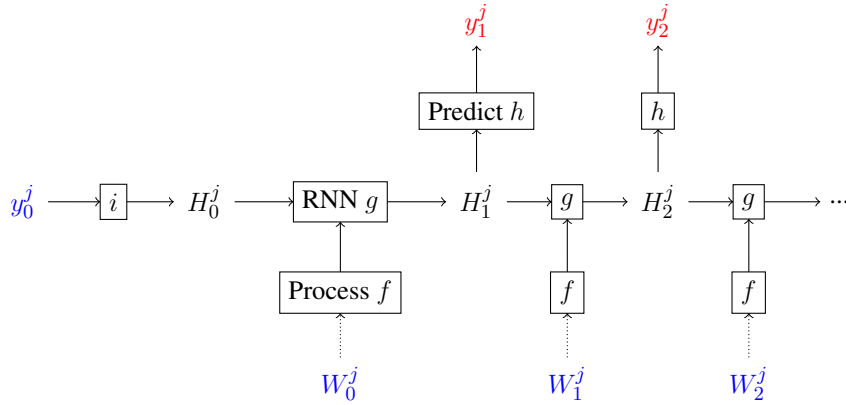 $y_1^j$ $y_2^j$
Predict $h$ $h$
$y_0^j$ $i$ $H_0^j$ RNN $g$ $H_1^j$ $g$ $H_2^j$ $g$ ...
Process $f$ $f$ $f$
$W_0^j$ $W_1^j$ $W_2^j$